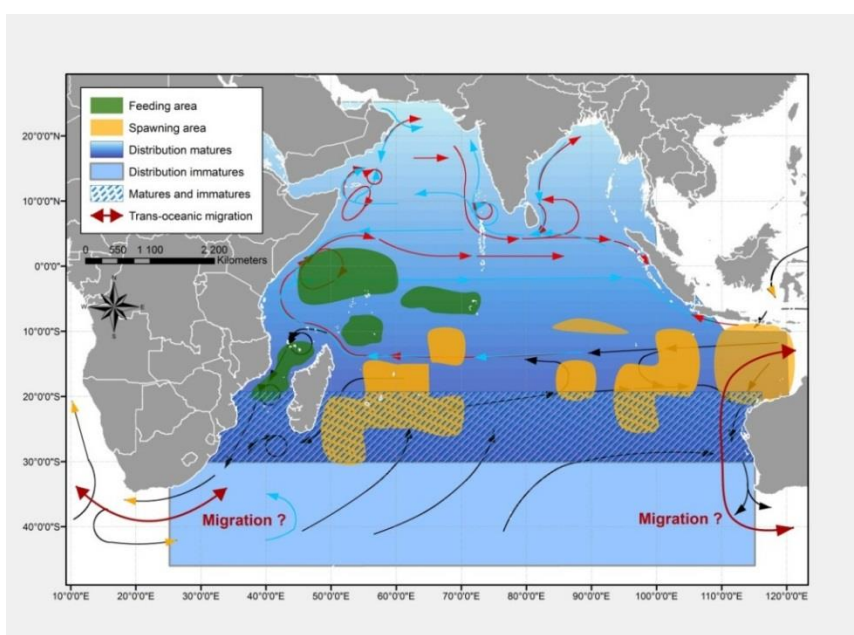 Feeding area
Spawning area
Distribution matures
Distribution immatures
Matures and immatures
Trans-oceanic migration
0 550 1 100 2 200
Kilometers
N
W E
S
20°0'0"N
10°0'0"N
0°0'0"
10°0'0"S
20°0'0"S
30°0'0"S
40°0'0"S
Migration ?
Migration ?
10°0'0"E 20°0'0"E 30°0'0"E 40°0'0"E 50°0'0"E 60°0'0"E 70°0'0"E 80°0'0"E 90°0'0"E 100°0'0"E 110°0'0"E 120°0'0"E